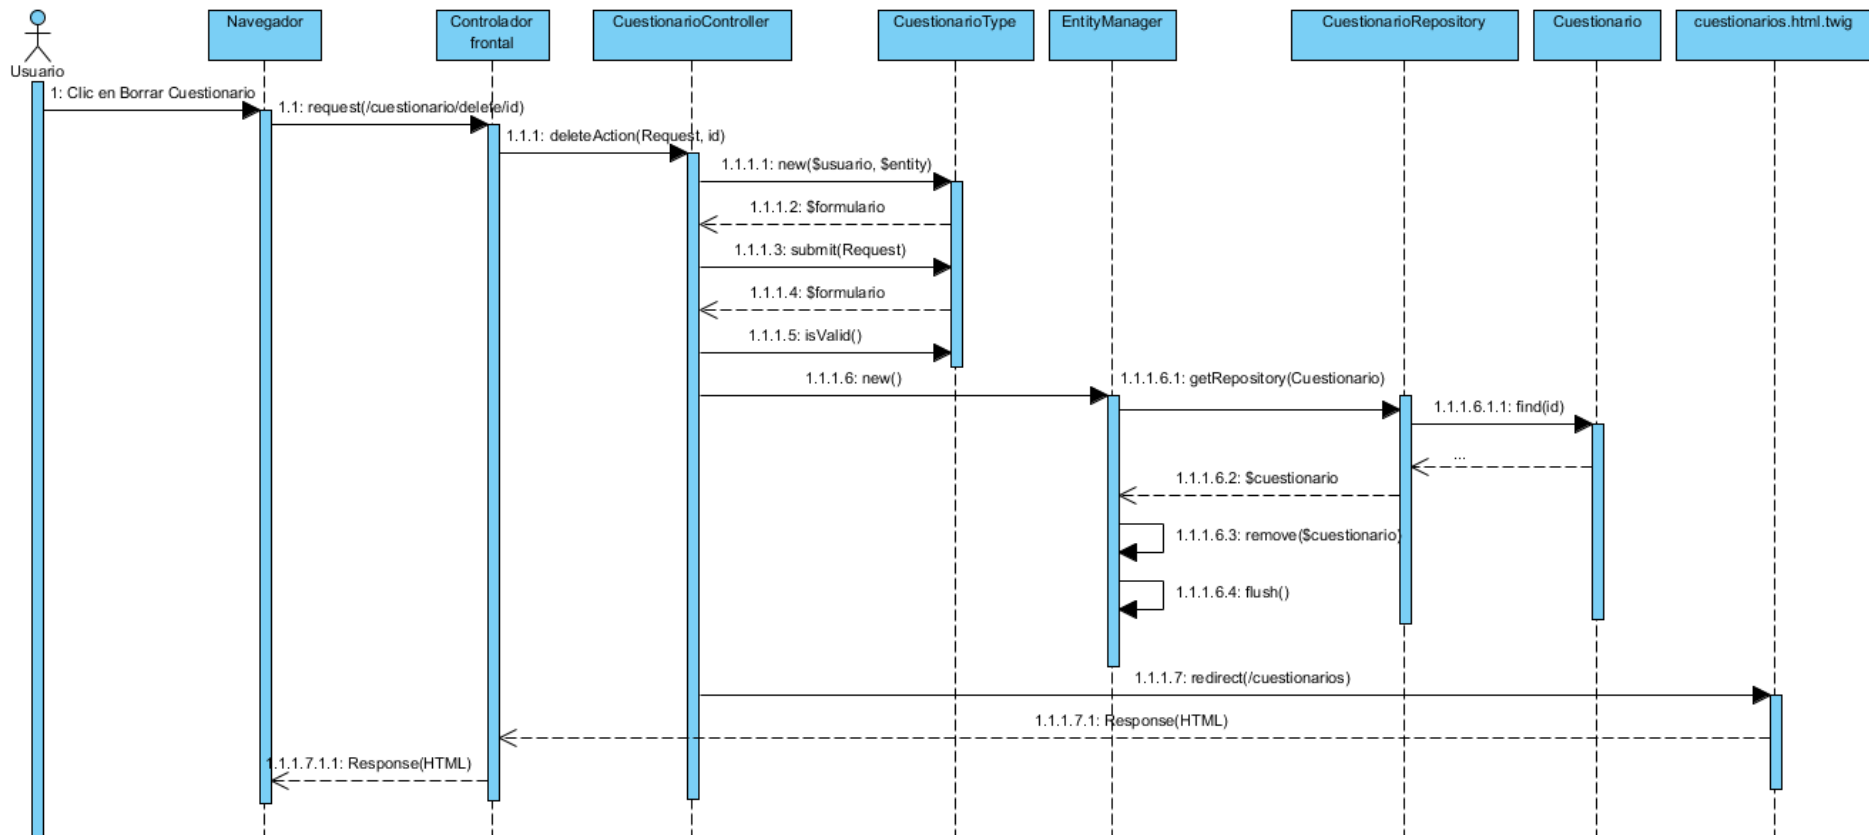 Navegador
Controlador
frontal
CuestionarioController
CuestionarioType
EntityManager
CuestionarioRepository
Cuestionario
cuestionarios.html.twig
Usuario
1: Clic en Borrar Cuestionario
1.1: request(/cuestionario/delete/id)
1.1.1: deleteAction(Request, id)
1.1.1.1: new($usuario, $entity)
1.1.1.2: $formulario
1.1.1.3: submit(Request)
1.1.1.4: $formulario
1.1.1.5: isValid()
1.1.1.6: new()
1.1.1.6.1: getRepository(Cuestionario)
1.1.1.6.1.1: find(id)
...
1.1.1.6.2: $cuestionario
1.1.1.6.3: remove($cuestionario)
1.1.1.6.4: flush()
1.1.1.7: redirect(/cuestionarios)
1.1.1.7.1: Response(HTML)
1.1.1.7.1.1: Response(HTML)